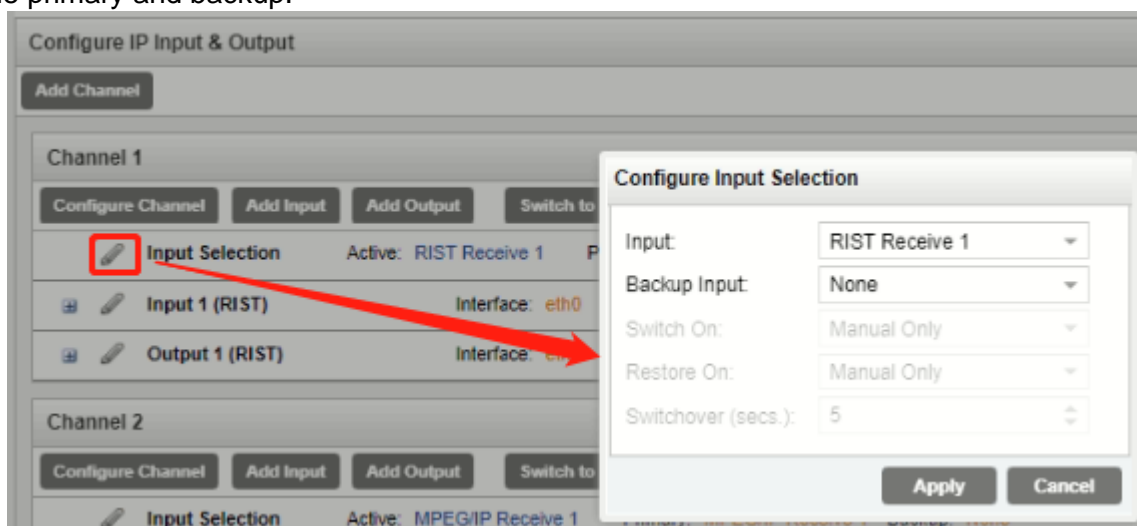 primary and backup.
Configure IP Input & Output
Add Channel
Channel 1
Configure Channel Add Input Add Output Switch to
Input Selection Active: RIST Receive 1 P
Input 1 (RIST) Interface: eth0
Output 1 (RIST) Interface:
Channel 2
Configure Channel Add Input Add Output Switch to
Input Selection Active: MPEG/IP Receive 1
Configure Input Selection
Input: RIST Receive 1
Backup Input: None
Switch On: Manual Only
Restore On: Manual Only
Switchover (secs.): 5
Apply Cancel